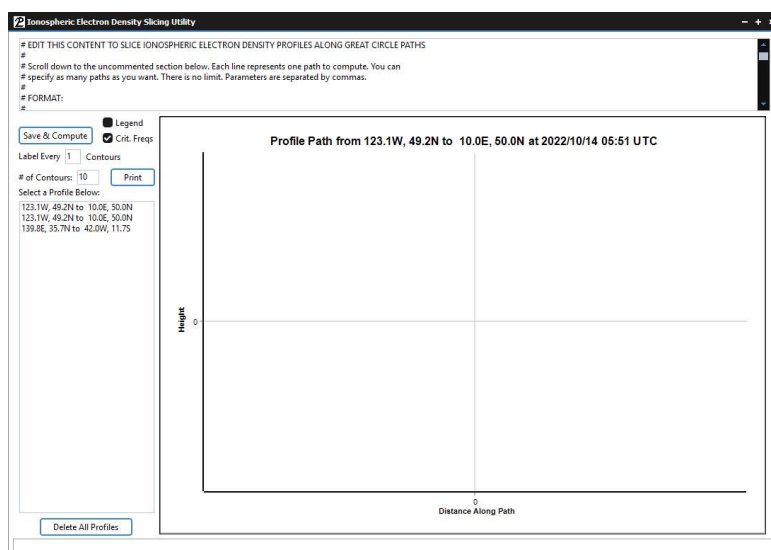 Ionospheric Electron Density Slicing Utility
# EDIT THIS CONTENT TO SLICE IONOSPHERIC ELECTRON DENSITY PROFILES ALONG GREAT CIRCLE PATHS
#
# Scroll down to the uncommented section below. Each line represents one path to compute. You can
# specify as many paths as you want. There is no limit. Parameters are separated by commas.
#
# FORMAT:
#
Legend
Save & Compute
Crit. Freqs
Label Every 1 Contours
# of Contours: 10 Print
Select a Profile Below:
123.1W, 49.2N to 10.0E, 50.0N
123.1W, 49.2N to 10.0E, 50.0N
139.8E, 35.7N to 42.0W, 11.7S
Delete All Profiles
Profile Path from 123.1W, 49.2N to 10.0E, 50.0N at 2022/10/14 05:51 UTC
Height
0
0
Distance Along Path